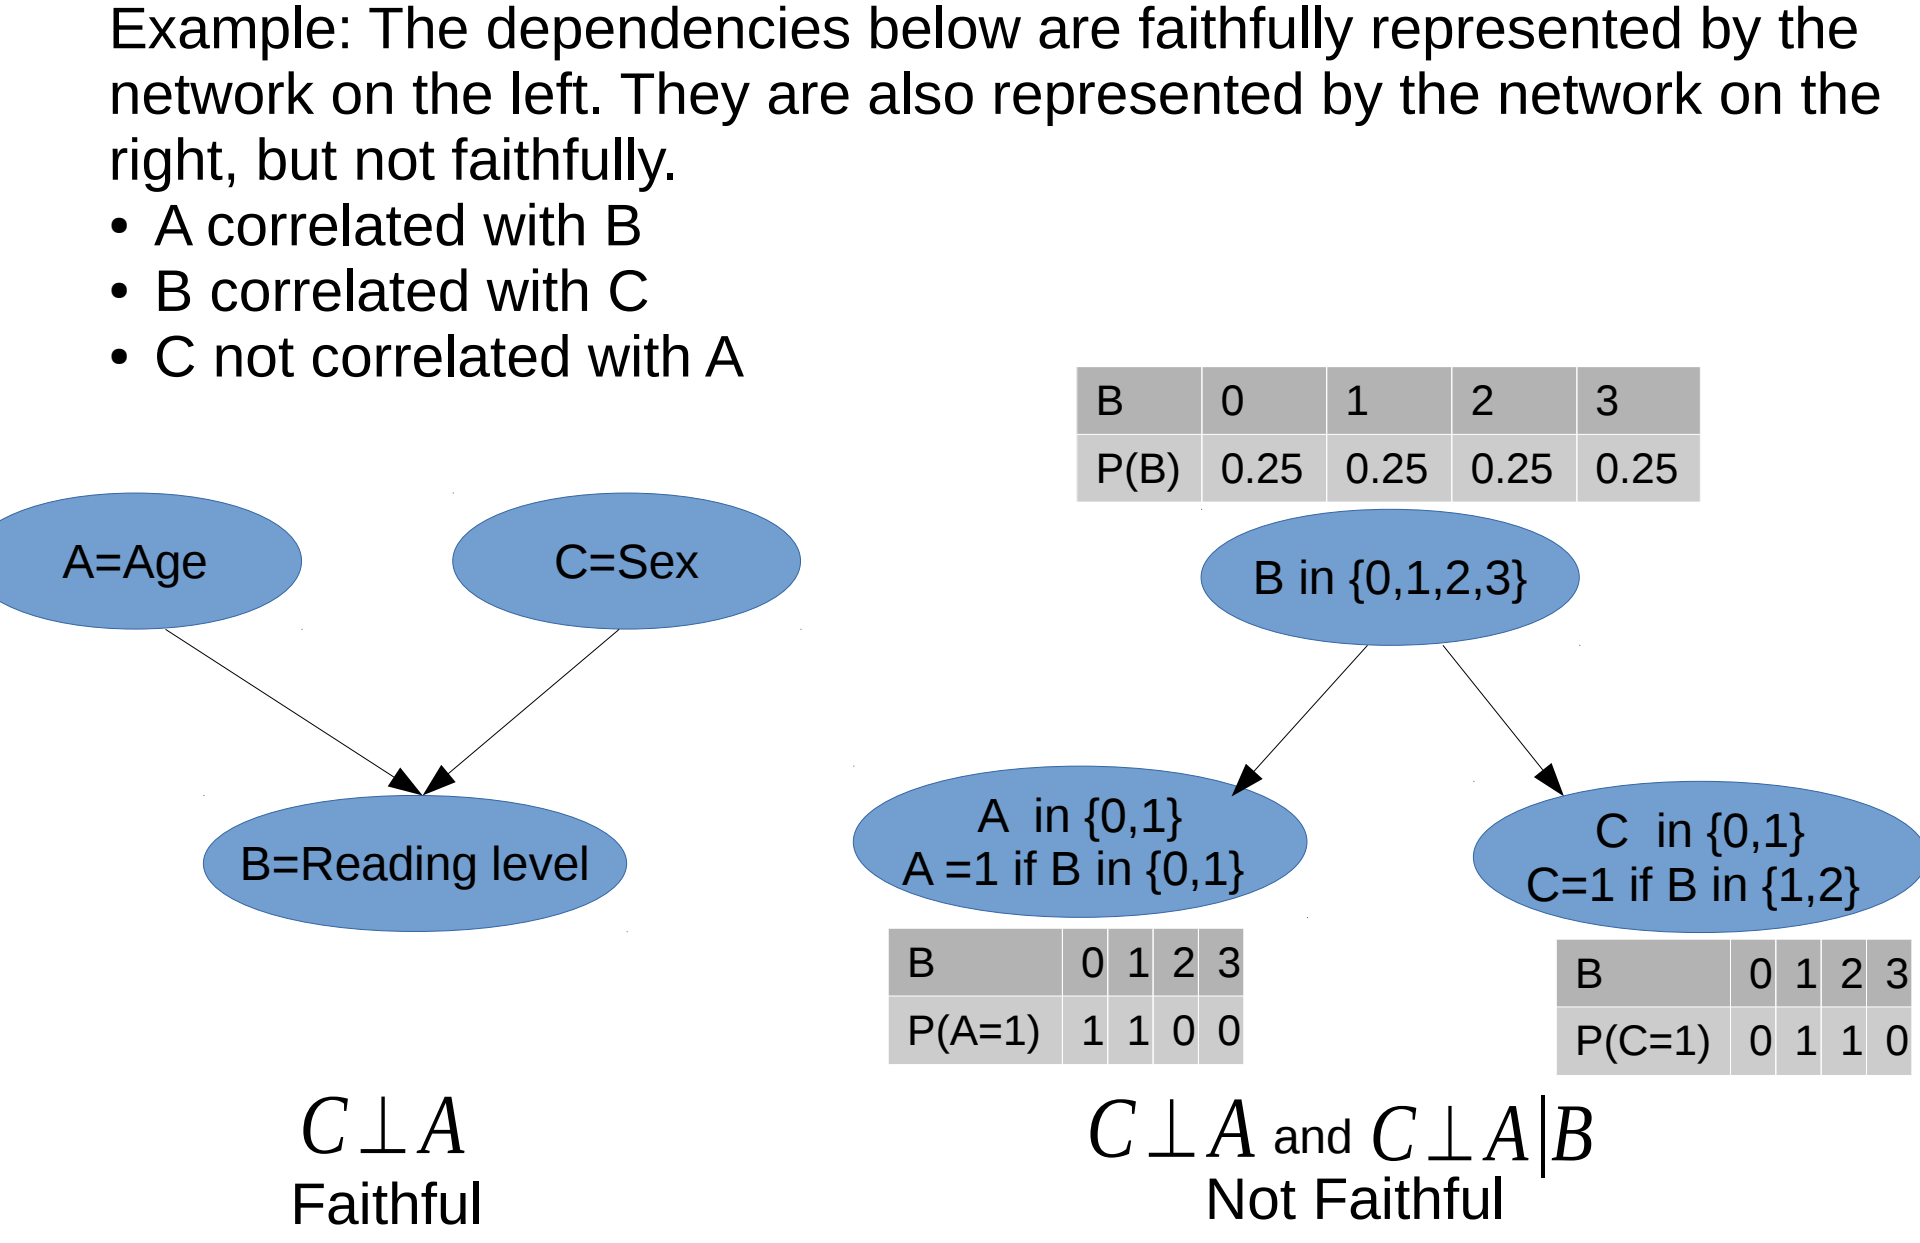 Example: The dependencies below are faithfully represented by the
network on the left. They are also represented by the network on the
right, but not faithfully.
• A correlated with B
• B correlated with C
• C not correlated with A
B 0 1 2 3
P(B) 0.25 0.25 0.25 0.25
A=Age
C=Sex
B in {0,1,2,3}
B=Reading level
A in {0,1}
A =1 if B in {0,1}
C in {0,1}
C=1 if B in {1,2}
B 0 1 2 3
P(A=1) 1 1 0 0
B 0 1 2 3
P(C=1) 0 1 1 0
C ⊥ A
Faithful
C ⊥ A and C ⊥ A|B
Not Faithful